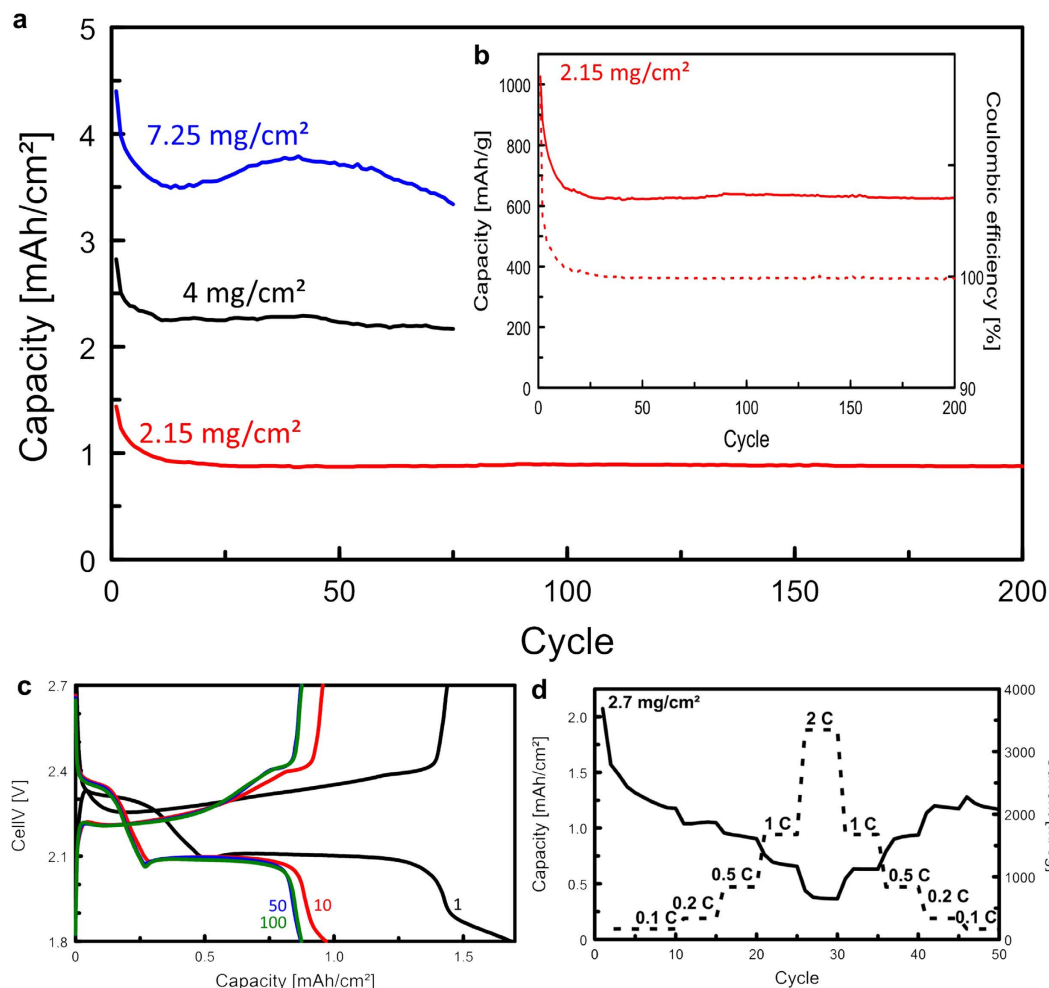 a
Capacity [mAh/cm²]
5
4
3
2
1
0
7.25 mg/cm²
4 mg/cm²
2.15 mg/cm²
0
50
100
150
200
Cycle
b
2.15 mg/cm²
Capacity [mAh/g]
1000
800
600
400
200
0
Coulombic efficiency [%]
100
90
0
50
100
150
200
Cycle
c
CellV [V]
2.7
2.4
2.1
1.8
50
100
10
1
0.0
0.5
1.0
1.5
Capacity [mAh/cm²]
d
2.7 mg/cm²
Capacity [mAh/cm²]
2.0
1.5
1.0
0.5
0
0.1 C
0.2 C
0.5 C
1 C
2 C
1 C
0.5 C
0.2 C
0.1 C
4000
3000
2000
1000
0
0
10
20
30
40
50
Cycle